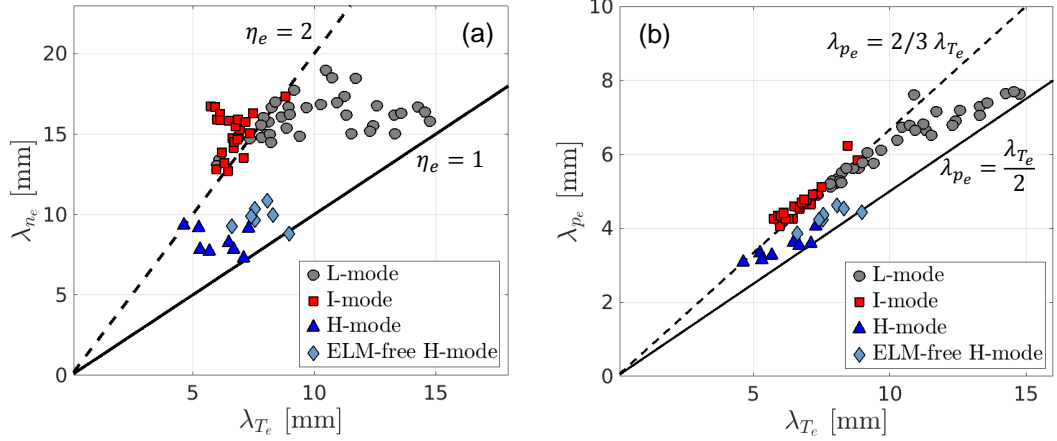 (a)
η_e = 2
η_e = 1
20
15
10
5
0
5
10
15
λ_{n_e} [mm]
λ_{T_e} [mm]
L-mode
I-mode
H-mode
ELM-free H-mode
(b)
λ_{p_e} = 2/3 λ_{T_e}
λ_{p_e} = λ_{T_e}/2
10
8
6
4
2
0
5
10
15
λ_{p_e} [mm]
λ_{T_e} [mm]
L-mode
I-mode
H-mode
ELM-free H-mode